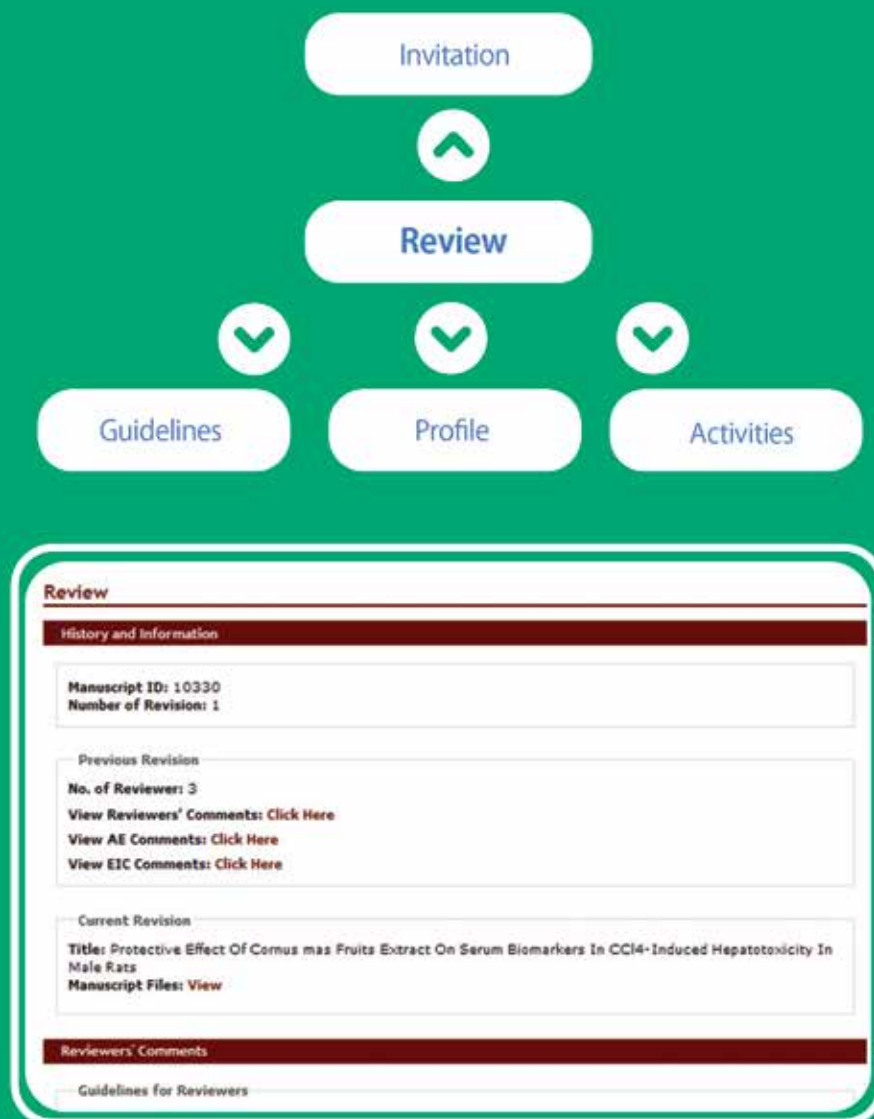 Invitation
Review
Guidelines
Profile
Activities
Review
History and Information
Manuscript ID: 10330
Number of Revision: 1
Previous Revision
No. of Reviewer: 3
View Reviewers' Comments: Click Here
View AE Comments: Click Here
View EIC Comments: Click Here
Current Revision
Title: Protective Effect Of Cornus mas Fruits Extract On Serum Biomarkers In CCl4-Induced Hepatotoxicity In
Male Rats
Manuscript Files: View
Reviewers' Comments
Guidelines for Reviewers